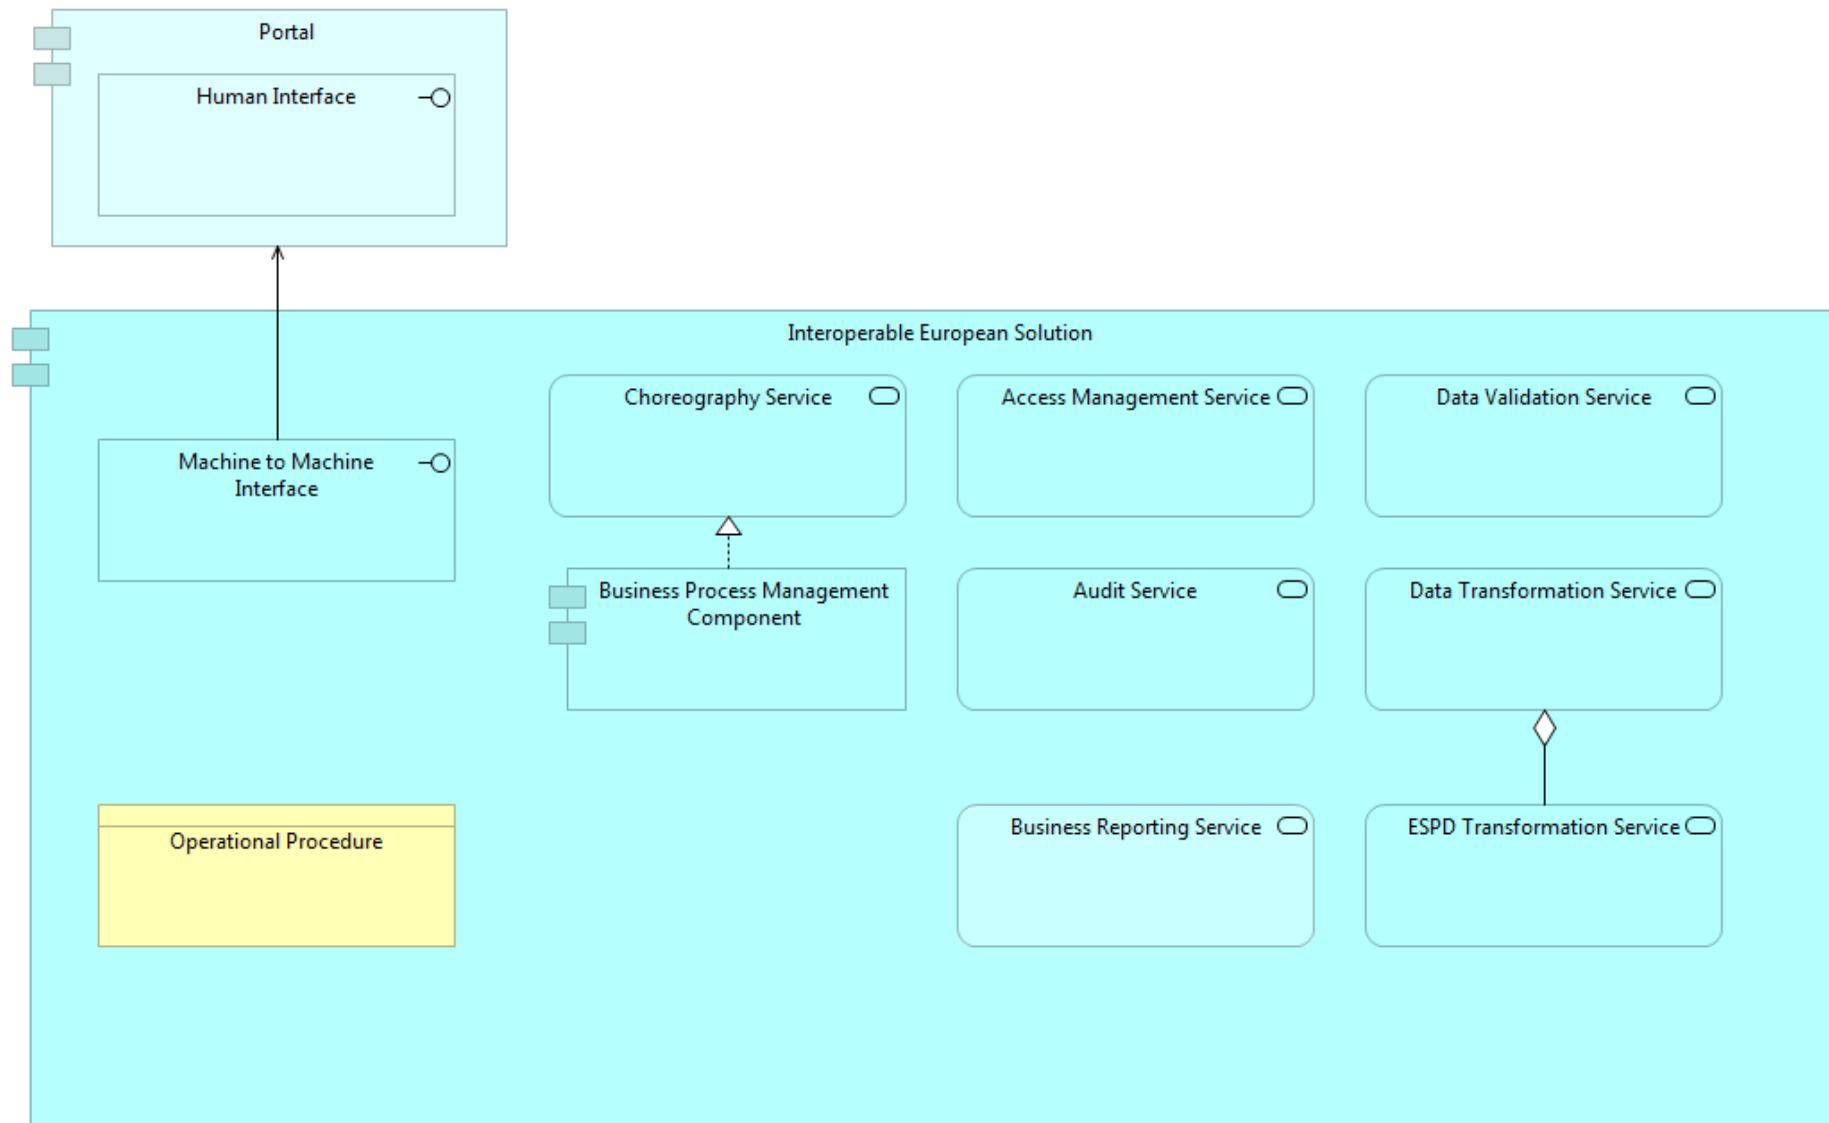 Portal
Human Interface
Interoperable European Solution
Choreography Service
Access Management Service
Data Validation Service
Machine to Machine
Interface
Business Process Management
Component
Audit Service
Data Transformation Service
Operational Procedure
Business Reporting Service
ESPD Transformation Service